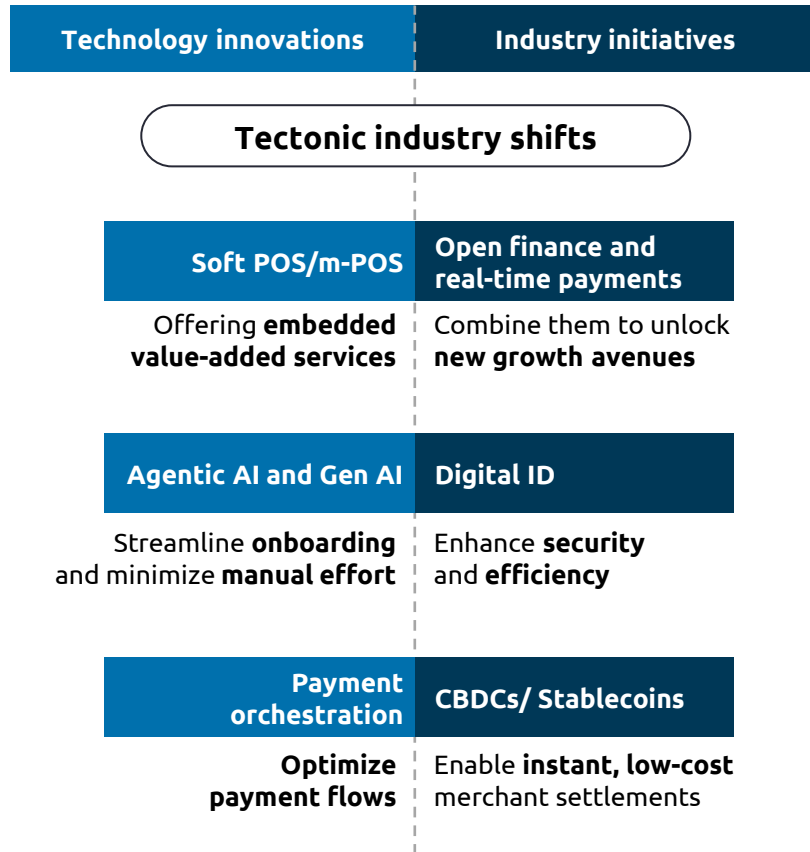 Technology innovations
Industry initiatives
Tectonic industry shifts
Soft POS/m-POS
Offering embedded
value-added services
Open finance and
real-time payments
Combine them to unlock
new growth avenues
Agentic AI and Gen AI
Streamline onboarding
and minimize manual effort
Digital ID
Enhance security
and efficiency
Payment
orchestration
Optimize
payment flows
CBDCs/ Stablecoins
Enable instant, low-cost
merchant settlements